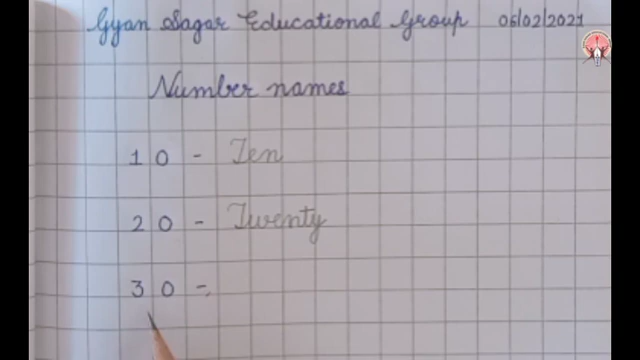 Gyan Sagar Educational Group 06/02/2021
Number names
10 - Ten
20 - Twenty
30 -